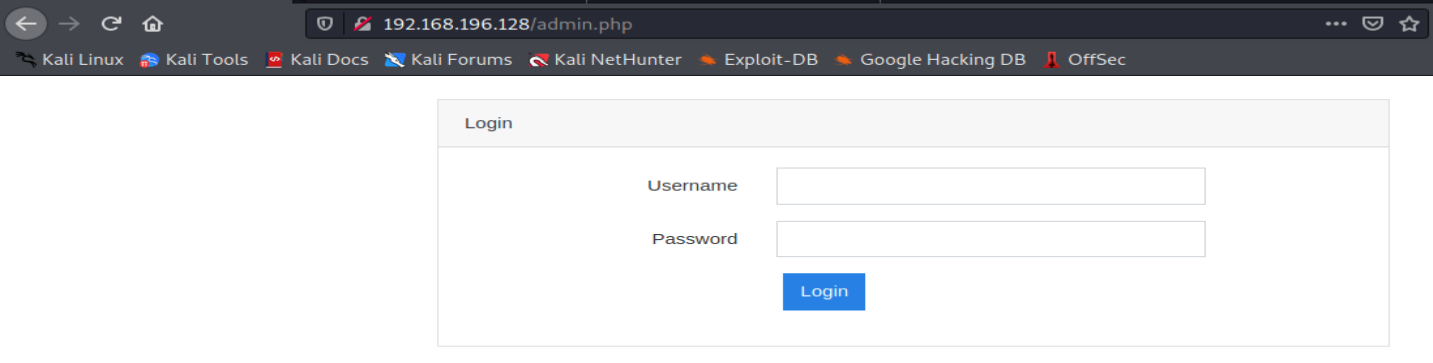 192.168.196.128/admin.php
Kali Linux Kali Tools Kali Docs Kali Forums Kali NetHunter Exploit-DB Google Hacking DB OffSec
Login
Username
Password
Login